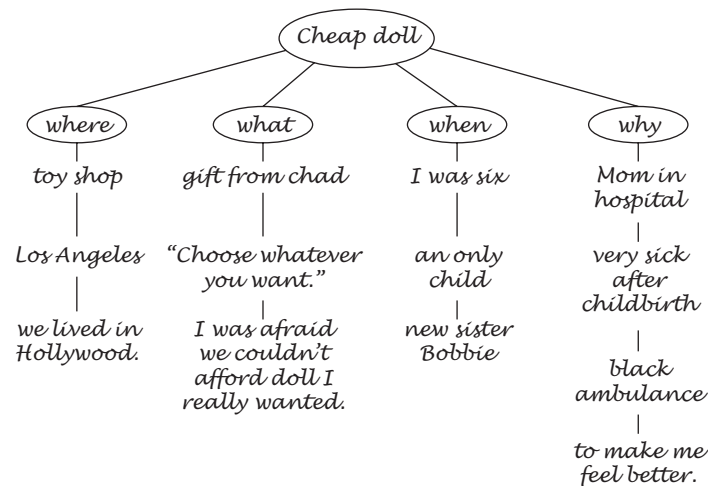 Cheap doll
where
toy shop
Los Angeles
we lived in
Hollywood.
what
gift from chad
“Choose whatever
you want.”
I was afraid
we couldn’t
afford doll I
really wanted.
when
I was six
an only
child
new sister
Bobbie
why
Mom in
hospital
very sick
after
childbirth
black
ambulance
to make me
feel better.